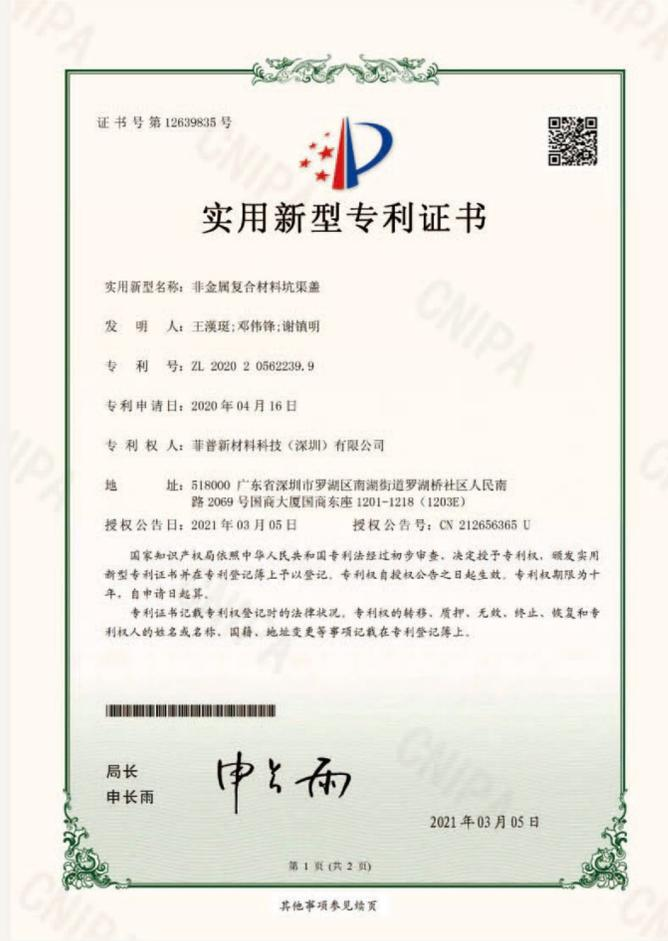 证书号第12639835号
实用新型专利证书
实用新型名称：非金属复合材料坑渠盖
发明人：王漢珽;邓伟锋;谢镇明
专利号：ZL 2020 2 0562239.9
专利申请日：2020年04月16日
专利权人：菲普新材料科技（深圳）有限公司
地址：518000 广东省深圳市罗湖区南湖街道罗湖桥社区人民南
路2069号国商大厦国商东座1201-1218（1203E）
授权公告日：2021年03月05日 授权公告号：CN 212656365 U
国家知识产权局依照中华人民共和国专利法经过初步审查，决定授予专利权，颁发实用
新型专利证书并在专利登记簿上予以登记。专利权自授权公告之日起生效。专利权期限为十
年，自申请日起算。
专利证书记载专利权登记时的法律状况。专利权的转移、质押、无效、终止、恢复和专
利权人的姓名或名称、国籍、地址变更等事项记载在专利登记簿上。
局长
申长雨
申长雨
2021年03月05日
第 1 页 (共 2 页)
其他事项参见续页
CNIPA
CNIPA
CNIPA
CNIPA